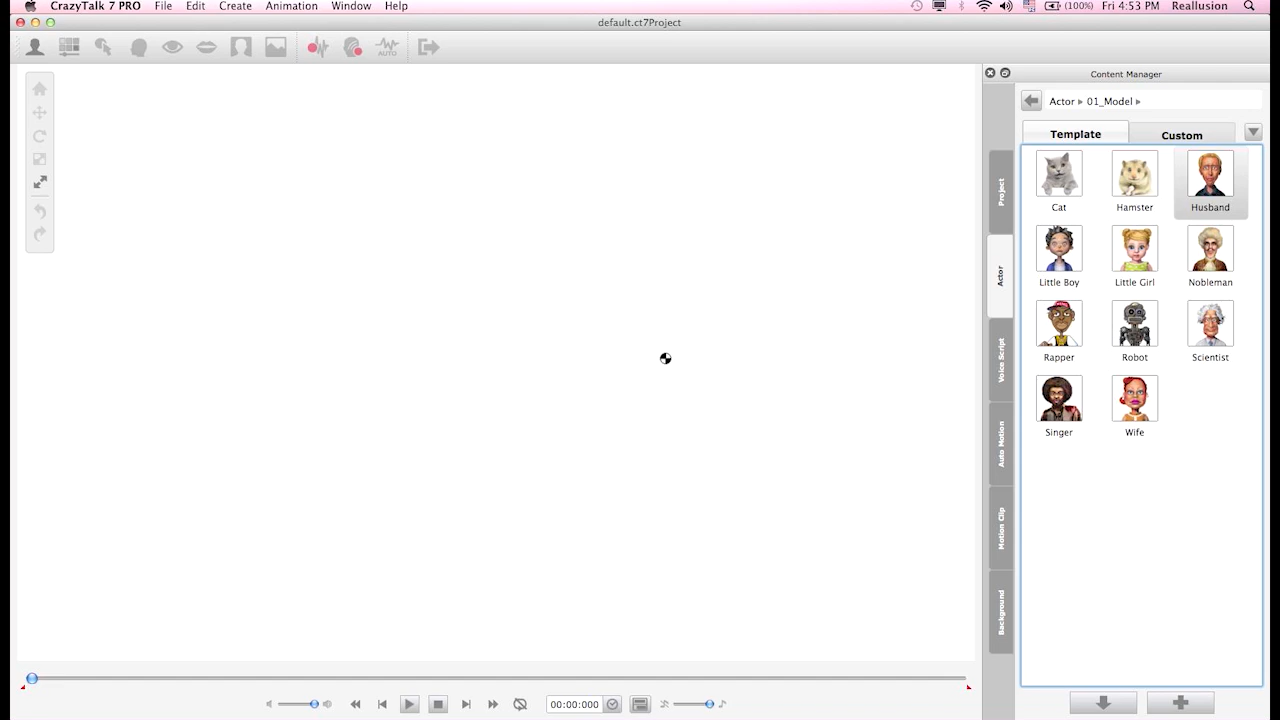 CrazyTalk 7 PRO File Edit Create Animation Window Help (100%) Fri 4:53 PM Reallusion
default.ct7Project
AUTO
Content Manager
Actor 01_Model
Template Custom
Cat Hamster Husband
Little Boy Little Girl Nobleman
Rapper Robot Scientist
Singer Wife
Project
Actor
Voice Script
Auto Motion
Motion Clip
Background
00:00:000